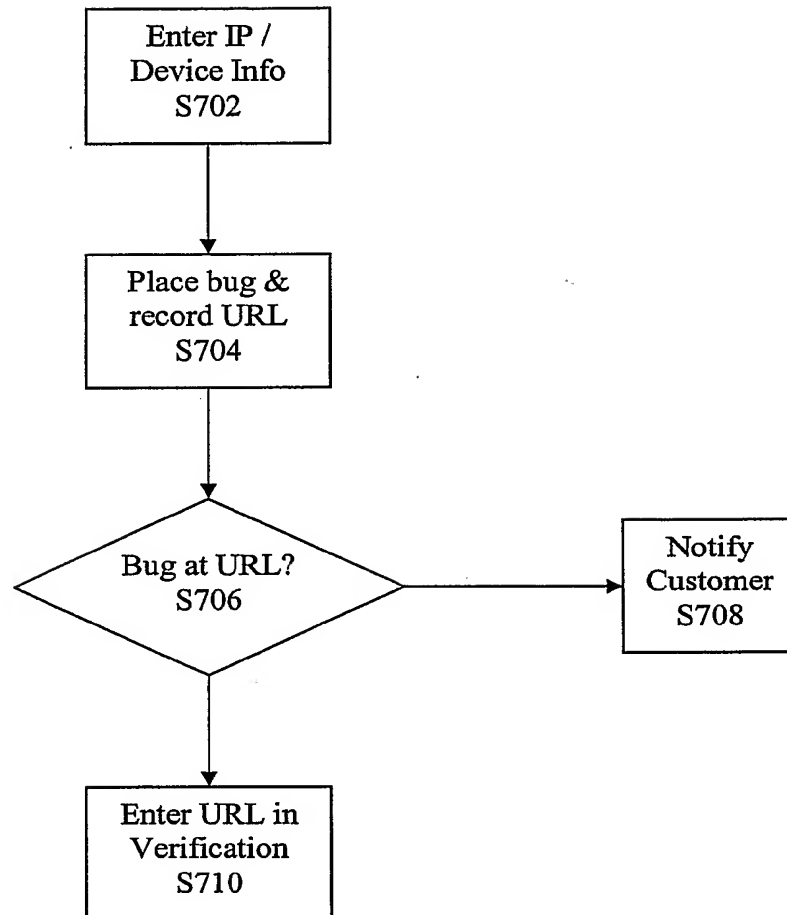 Enter IP /
Device Info
S702
Place bug &
record URL
S704
Bug at URL?
S706
Notify
Customer
S708
Enter URL in
Verification
S710